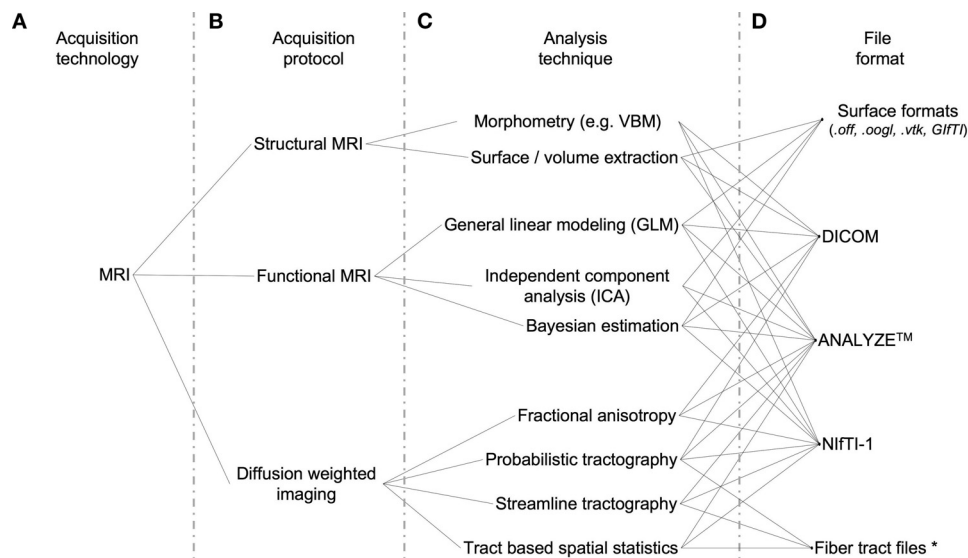 A
Acquisition
technology
B
Acquisition
protocol
C
Analysis
technique
D
File
format
MRI
Structural MRI
Functional MRI
Diffusion weighted
imaging
Morphometry (e.g. VBM)
Surface / volume extraction
General linear modeling (GLM)
Independent component
analysis (ICA)
Bayesian estimation
Fractional anisotropy
Probabilistic tractography
Streamline tractography
Tract based spatial statistics
Surface formats
(.off, .oogl, .vtk, GIfTI)
DICOM
ANALYZE™
NIfTI-1
Fiber tract files *